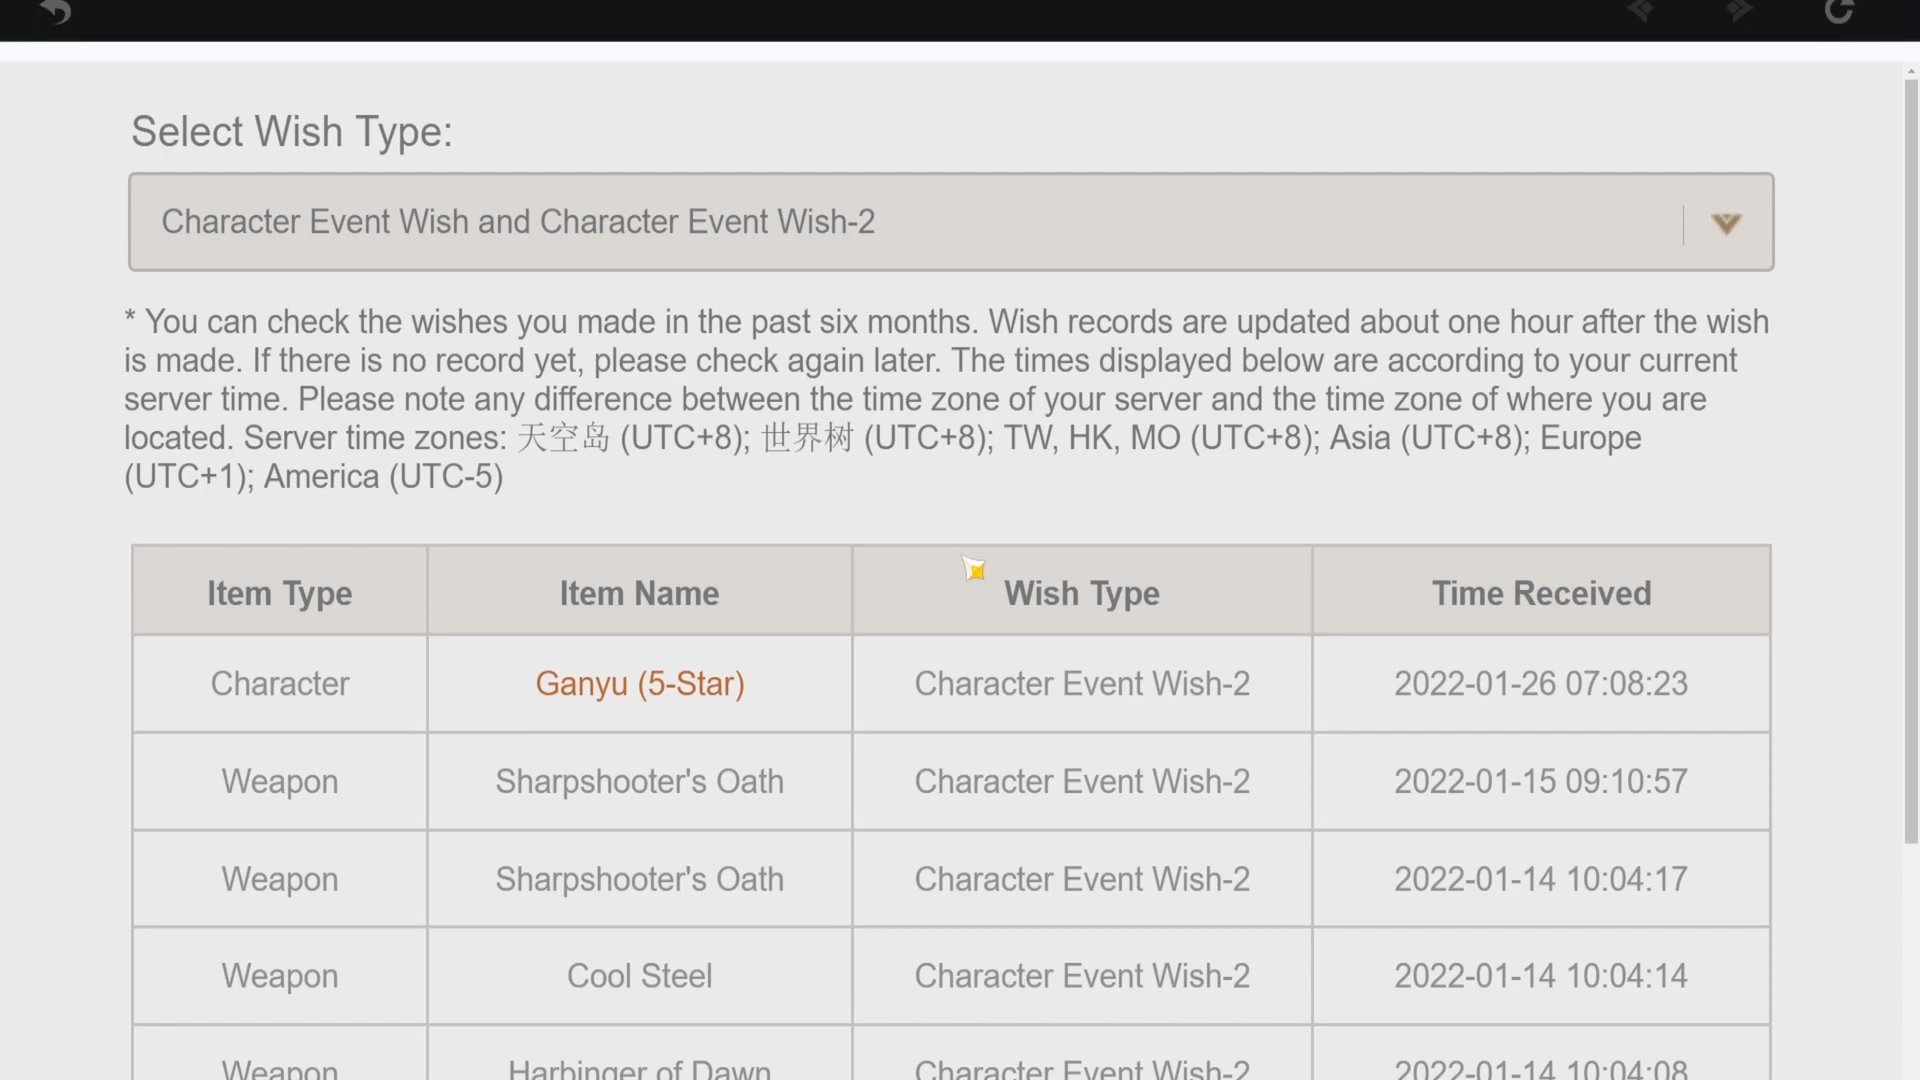 Select Wish Type:
Character Event Wish and Character Event Wish-2
* You can check the wishes you made in the past six months. Wish records are updated about one hour after the wish
is made. If there is no record yet, please check again later. The times displayed below are according to your current
server time. Please note any difference between the time zone of your server and the time zone of where you are
located. Server time zones: 天空岛 (UTC+8); 世界树 (UTC+8); TW, HK, MO (UTC+8); Asia (UTC+8); Europe
(UTC+1); America (UTC-5)
Item Type Item Name Wish Type Time Received
Character Ganyu (5-Star) Character Event Wish-2 2022-01-26 07:08:23
Weapon Sharpshooter's Oath Character Event Wish-2 2022-01-15 09:10:57
Weapon Sharpshooter's Oath Character Event Wish-2 2022-01-14 10:04:17
Weapon Cool Steel Character Event Wish-2 2022-01-14 10:04:14
Weapon Harbinger of Dawn Character Event Wish-2 2022-01-14 10:04:08